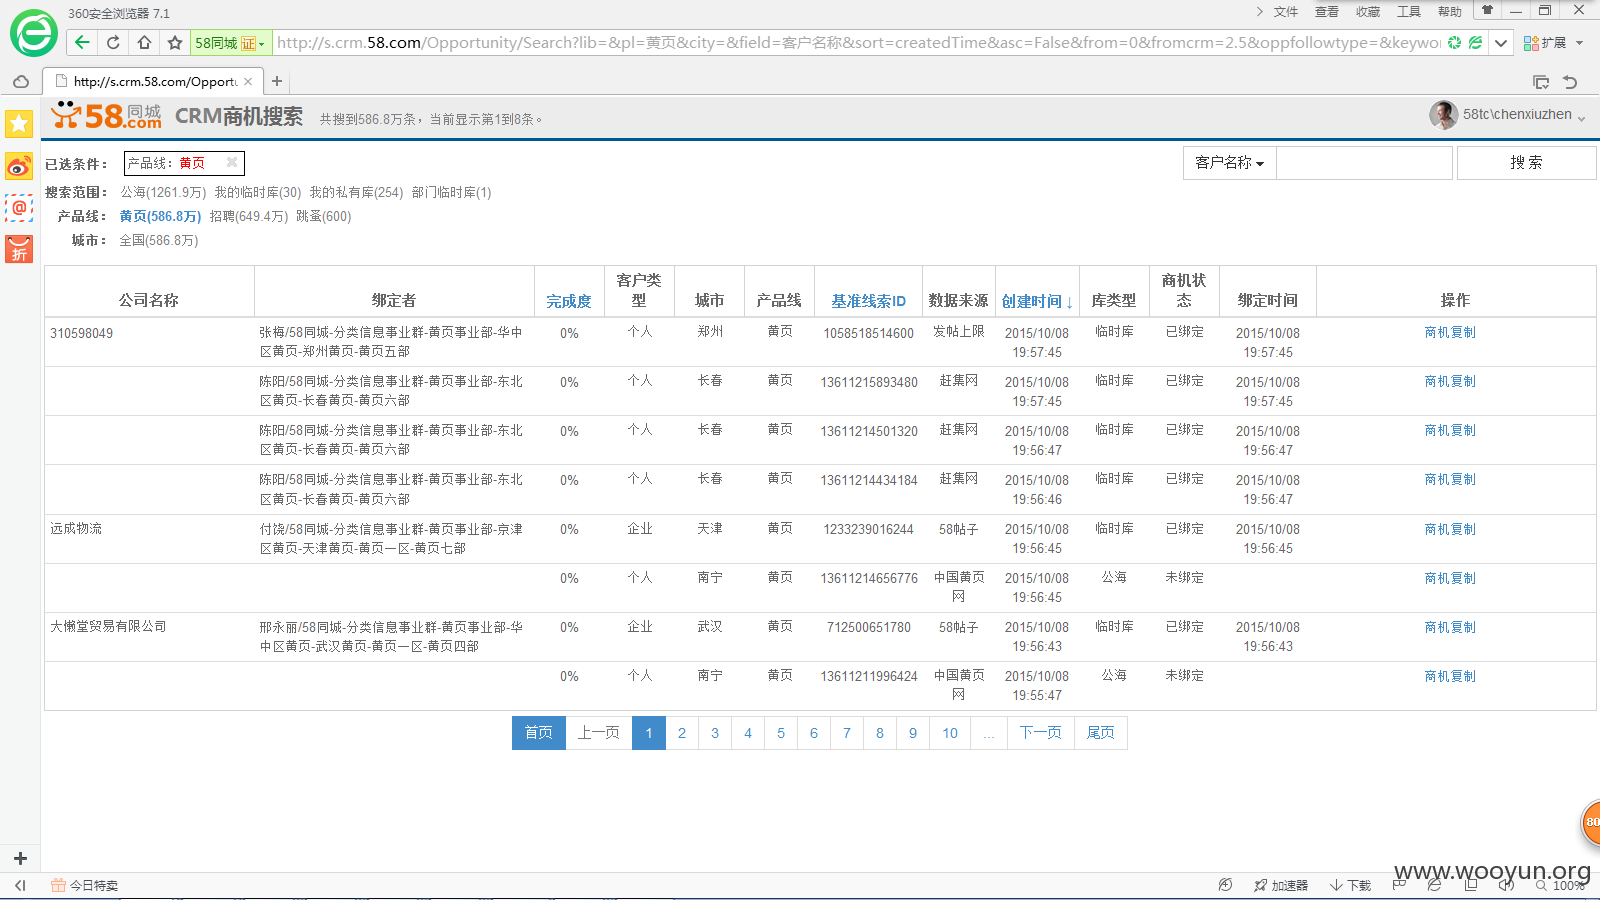 360安全浏览器 7.1
文件 查看 收藏 工具 帮助
58同城 证 http://s.crm.58.com/Opportunity/Search?lib=&pl=黄页&city=&field=客户名称&sort=createdTime&asc=False&from=0&fromcrm=2.5&oppfollowtype=&keywor 扩展
http://s.crm.58.com/Opportu
58同城.com CRM商机搜索 共搜到586.8万条，当前显示第1到8条。 58tc\chenxiuzhen
已选条件： 产品线：黄页 客户名称 搜 索
搜索范围： 公海(1261.9万) 我的临时库(30) 我的私有库(254) 部门临时库(1)
产品线： 黄页(586.8万) 招聘(649.4万) 跳蚤(600)
城市： 全国(586.8万)
折
公司名称 绑定者 完成度 客户类型 城市 产品线 基准线索ID 数据来源 创建时间↓ 库类型 商机状态 绑定时间 操作
310598049 张梅/58同城-分类信息事业群-黄页事业部-华中区黄页-郑州黄页-黄页五部 0% 个人 郑州 黄页 1058518514600 发帖上限 2015/10/08 19:57:45 临时库 已绑定 2015/10/08 19:57:45 商机复制
陈阳/58同城-分类信息事业群-黄页事业部-东北区黄页-长春黄页-黄页六部 0% 个人 长春 黄页 13611215893480 赶集网 2015/10/08 19:57:45 临时库 已绑定 2015/10/08 19:57:45 商机复制
陈阳/58同城-分类信息事业群-黄页事业部-东北区黄页-长春黄页-黄页六部 0% 个人 长春 黄页 13611214501320 赶集网 2015/10/08 19:56:47 临时库 已绑定 2015/10/08 19:56:47 商机复制
陈阳/58同城-分类信息事业群-黄页事业部-东北区黄页-长春黄页-黄页六部 0% 个人 长春 黄页 13611214434184 赶集网 2015/10/08 19:56:46 临时库 已绑定 2015/10/08 19:56:47 商机复制
远成物流 付饶/58同城-分类信息事业群-黄页事业部-京津区黄页-天津黄页-黄页一区-黄页七部 0% 企业 天津 黄页 1233239016244 58帖子 2015/10/08 19:56:45 临时库 已绑定 2015/10/08 19:56:45 商机复制
0% 个人 南宁 黄页 13611214656776 中国黄页网 2015/10/08 19:56:45 公海 未绑定 商机复制
大懒堂贸易有限公司 邢永丽/58同城-分类信息事业群-黄页事业部-华中区黄页-武汉黄页-黄页一区-黄页四部 0% 企业 武汉 黄页 712500651780 58帖子 2015/10/08 19:56:43 临时库 已绑定 2015/10/08 19:56:43 商机复制
0% 个人 南宁 黄页 13611211996424 中国黄页网 2015/10/08 19:55:47 公海 未绑定 商机复制
首页 上一页 1 2 3 4 5 6 7 8 9 10 ... 下一页 尾页
80
www.wooyun.org
今日特卖 加速器 下载 100%